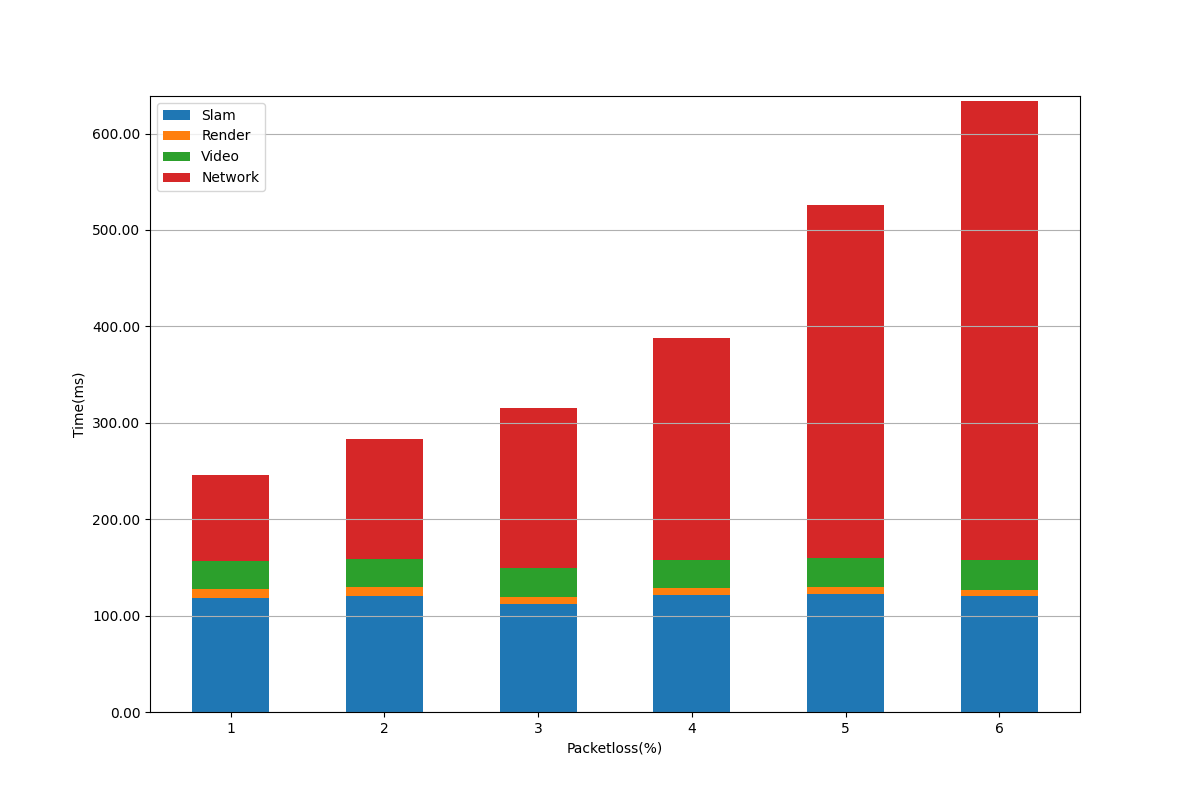 Slam
Render
Video
Network
600.00
500.00
400.00
300.00
200.00
100.00
0.00
Time(ms)
1 2 3 4 5 6
Packetloss(%)